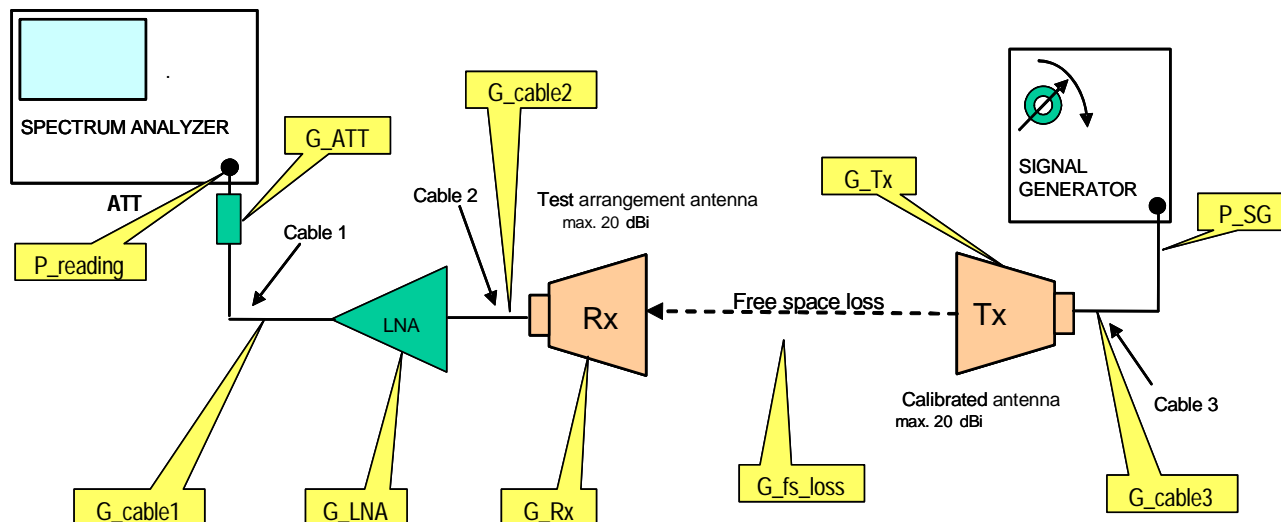 G_cable2
SPECTRUM ANALYZER
G_ATT
SIGNAL
GENERATOR
G_Tx
P_SG
ATT
Cable 2
Test arrangement antenna
max. 20 dBi
Cable 1
P_reading
LNA
Rx
Free space loss
Tx
Calibrated antenna
max. 20 dBi
Cable 3
G_cable1
G_LNA
G_Rx
G_fs_loss
G_cable3